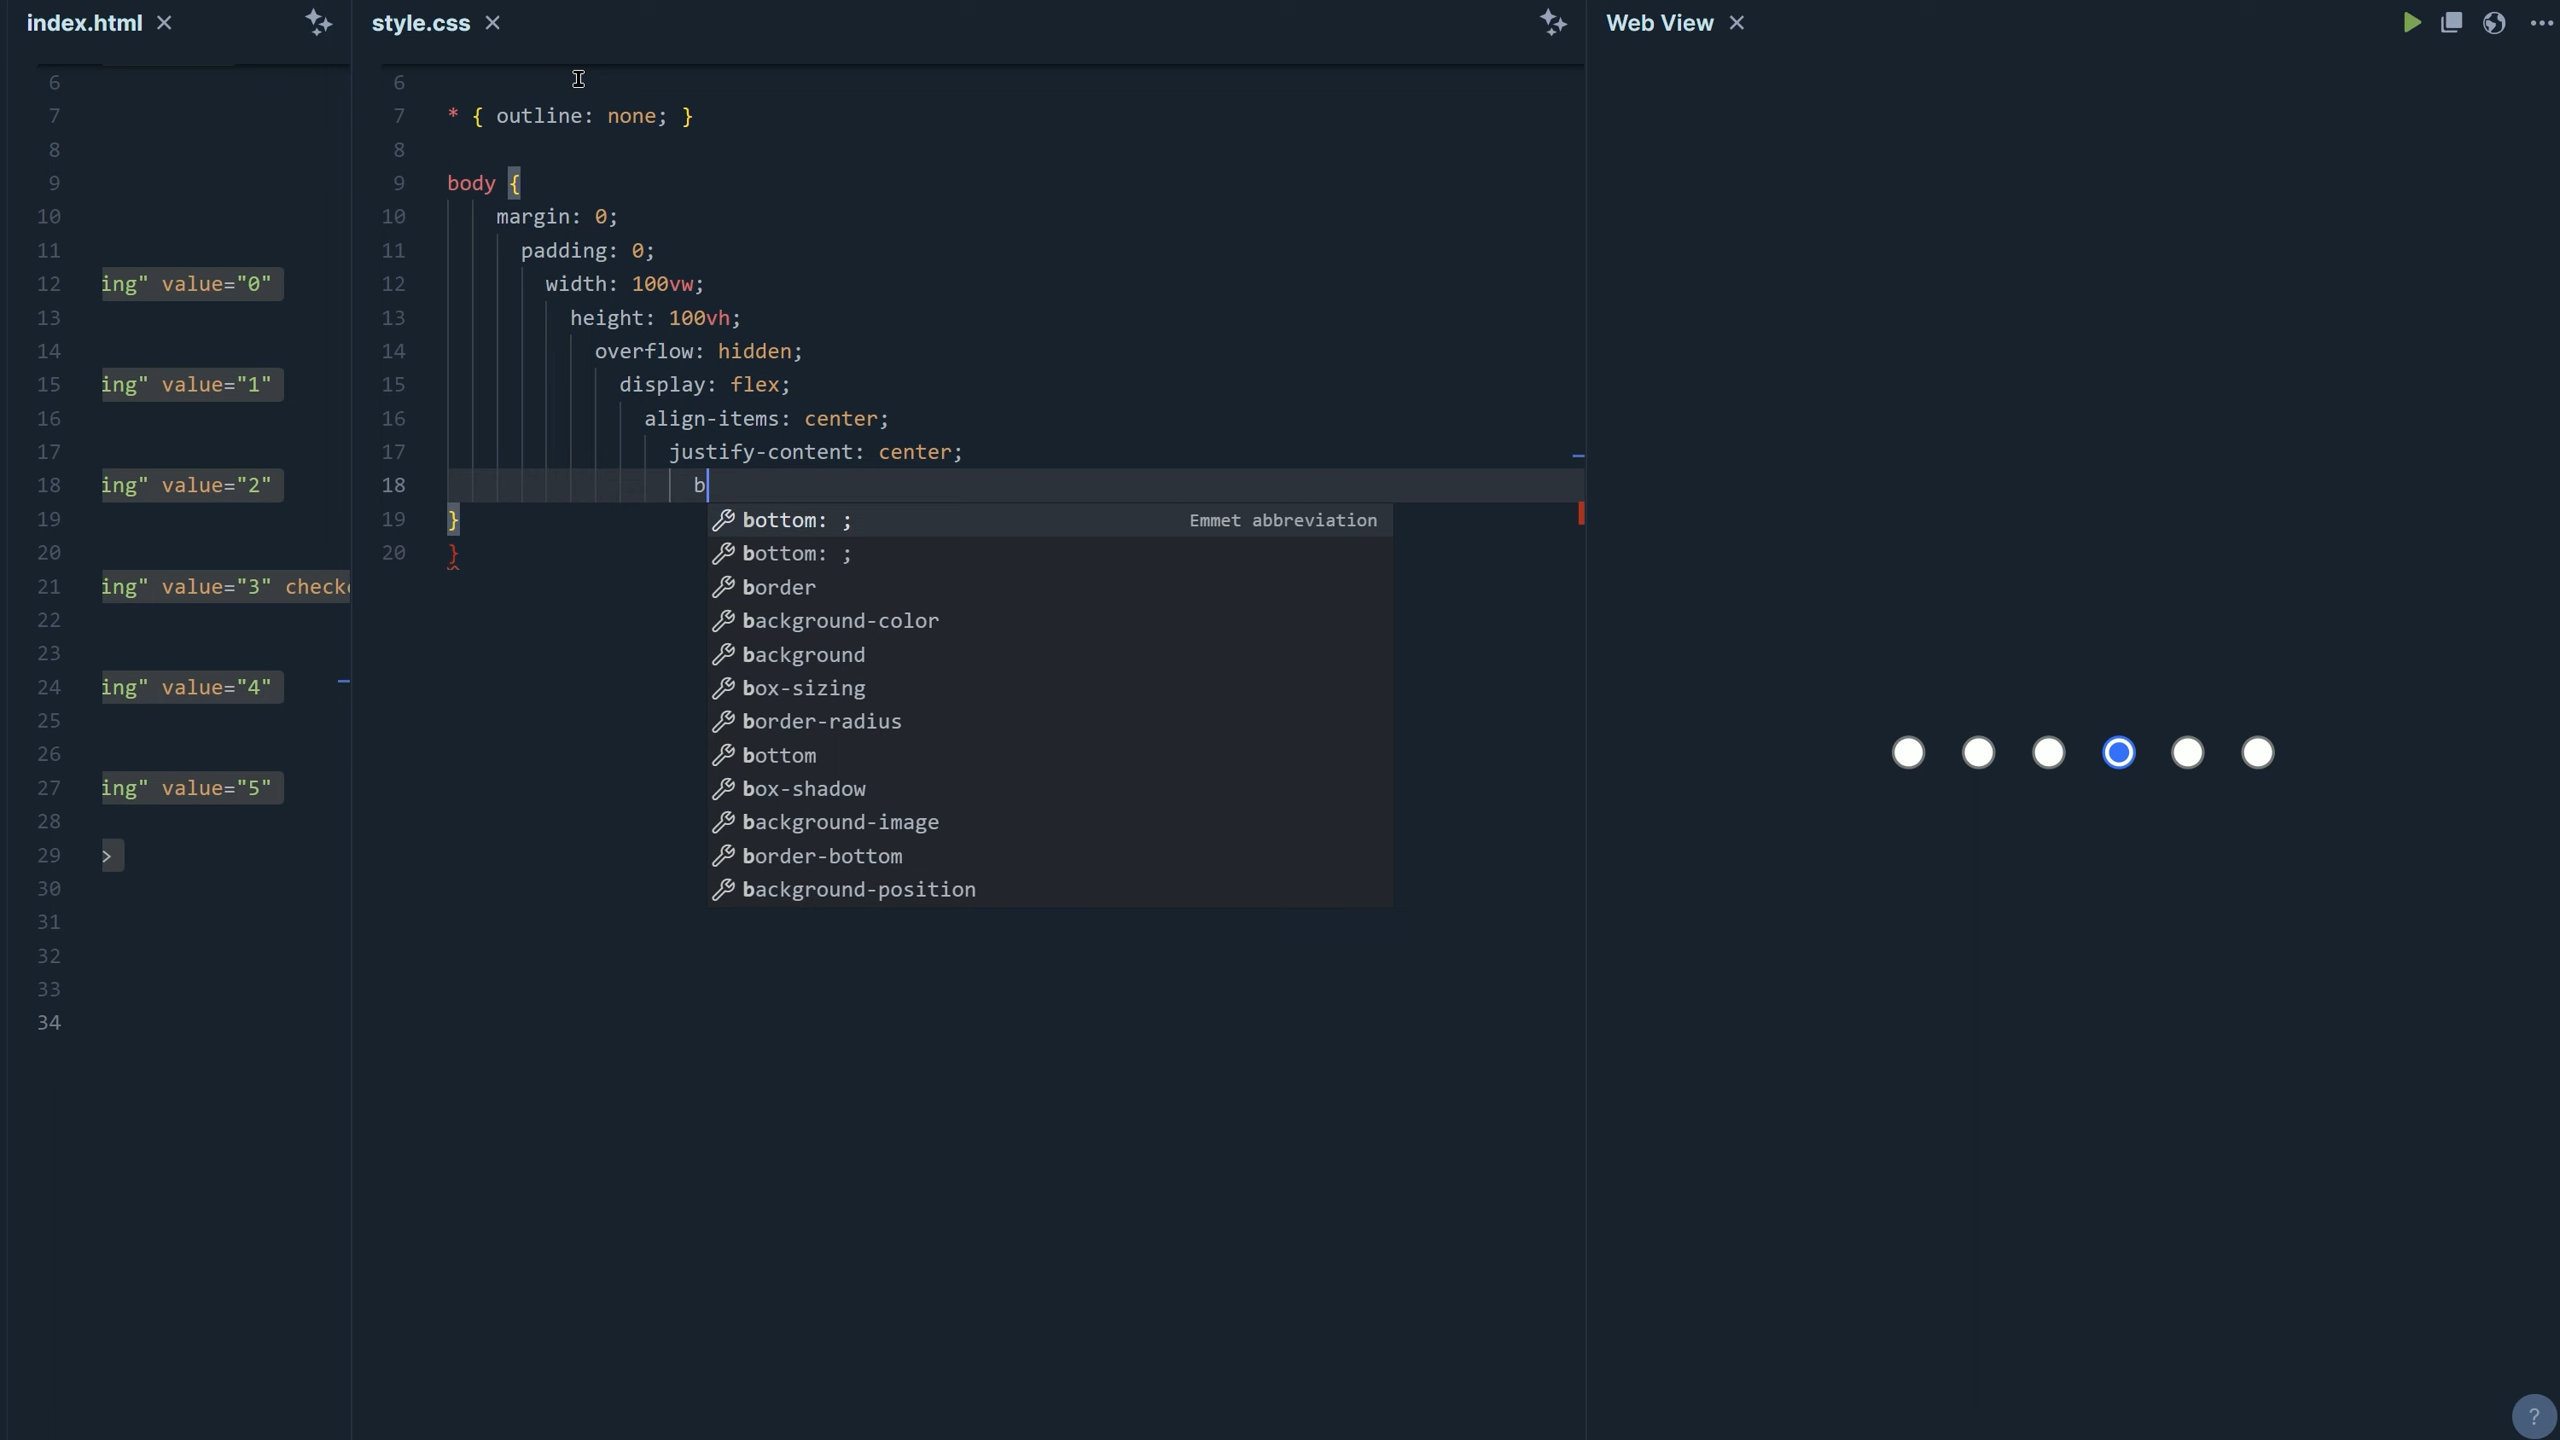 index.html
6
7
8
9
10
11
12 ing" value="0"
13
14
15 ing" value="1"
16
17
18 ing" value="2"
19
20
21 ing" value="3" checke
22
23
24 ing" value="4"
25
26
27 ing" value="5"
28
29 >
30
31
32
33
34
style.css
6
7 * { outline: none; }
8
9 body {
10 margin: 0;
11 padding: 0;
12 width: 100vw;
13 height: 100vh;
14 overflow: hidden;
15 display: flex;
16 align-items: center;
17 justify-content: center;
18 b
19 }
20 }
bottom: ; Emmet abbreviation
bottom: ;
border
background-color
background
box-sizing
border-radius
bottom
box-shadow
background-image
border-bottom
background-position
Web View
?